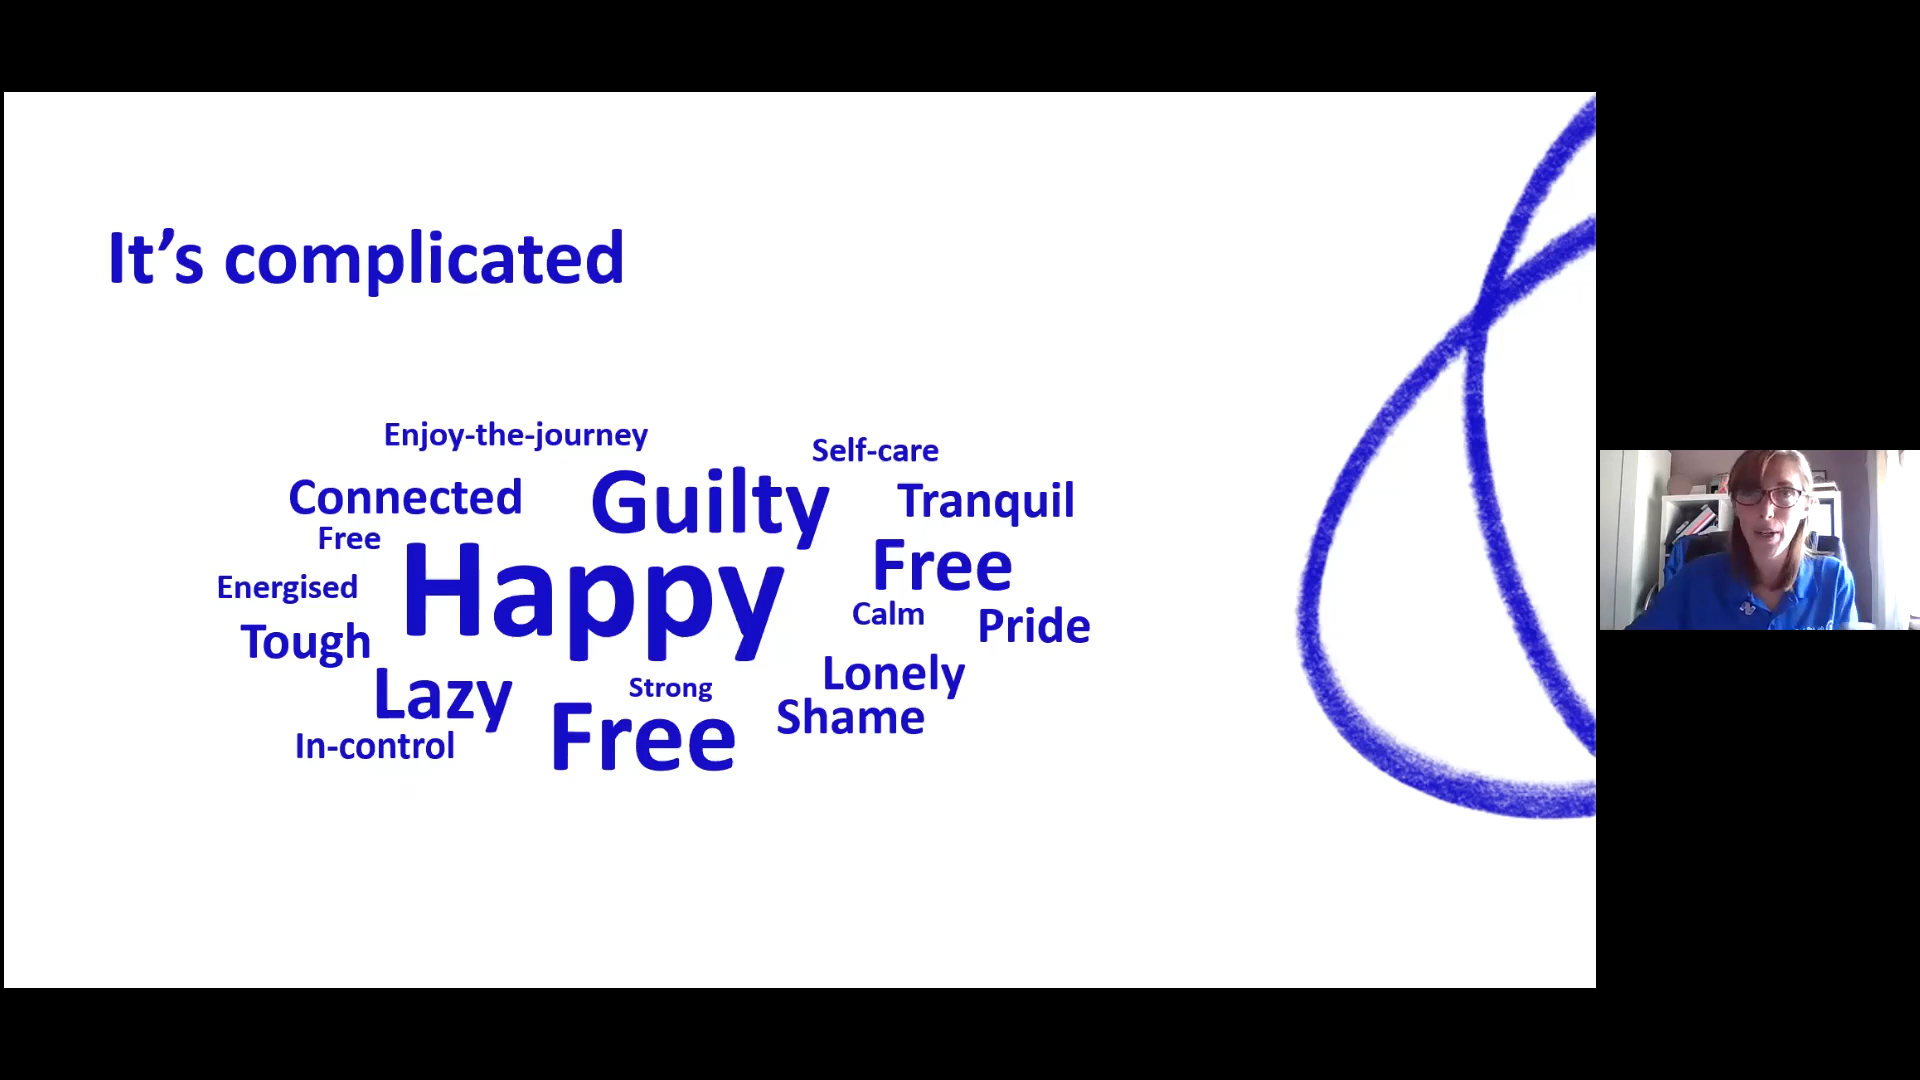 It’s complicated
Enjoy-the-journey
Self-care
Connected
Guilty
Tranquil
Free
Happy
Free
Energised
Calm
Pride
Tough
Lazy
Strong
Lonely
Shame
In-control
Free